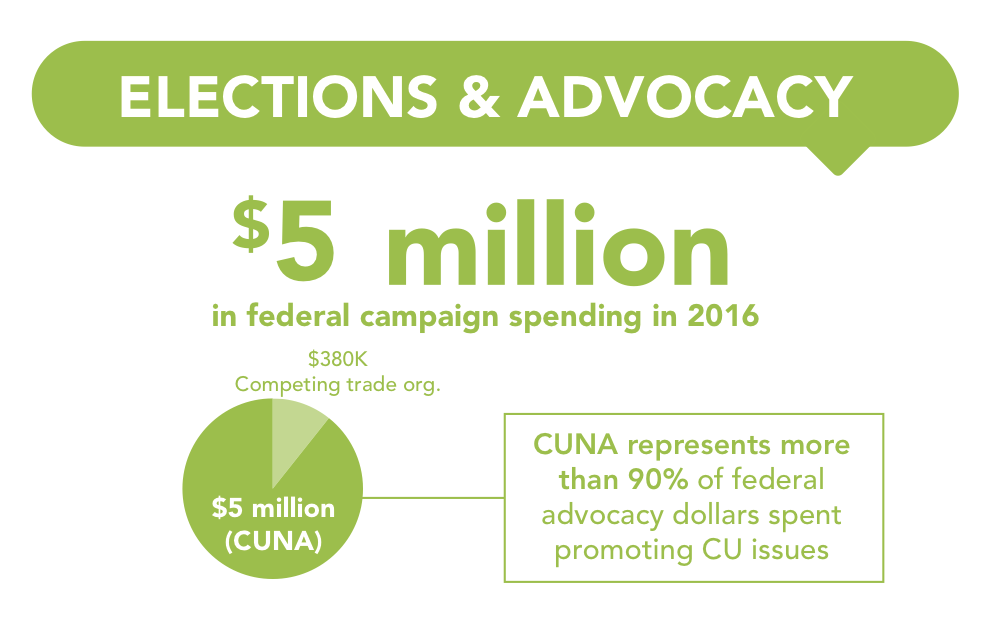 ELECTIONS & ADVOCACY
$5 million
in federal campaign spending in 2016
$380K
Competing trade org.
$5 million
(CUNA)
CUNA represents more
than 90% of federal
advocacy dollars spent
promoting CU issues